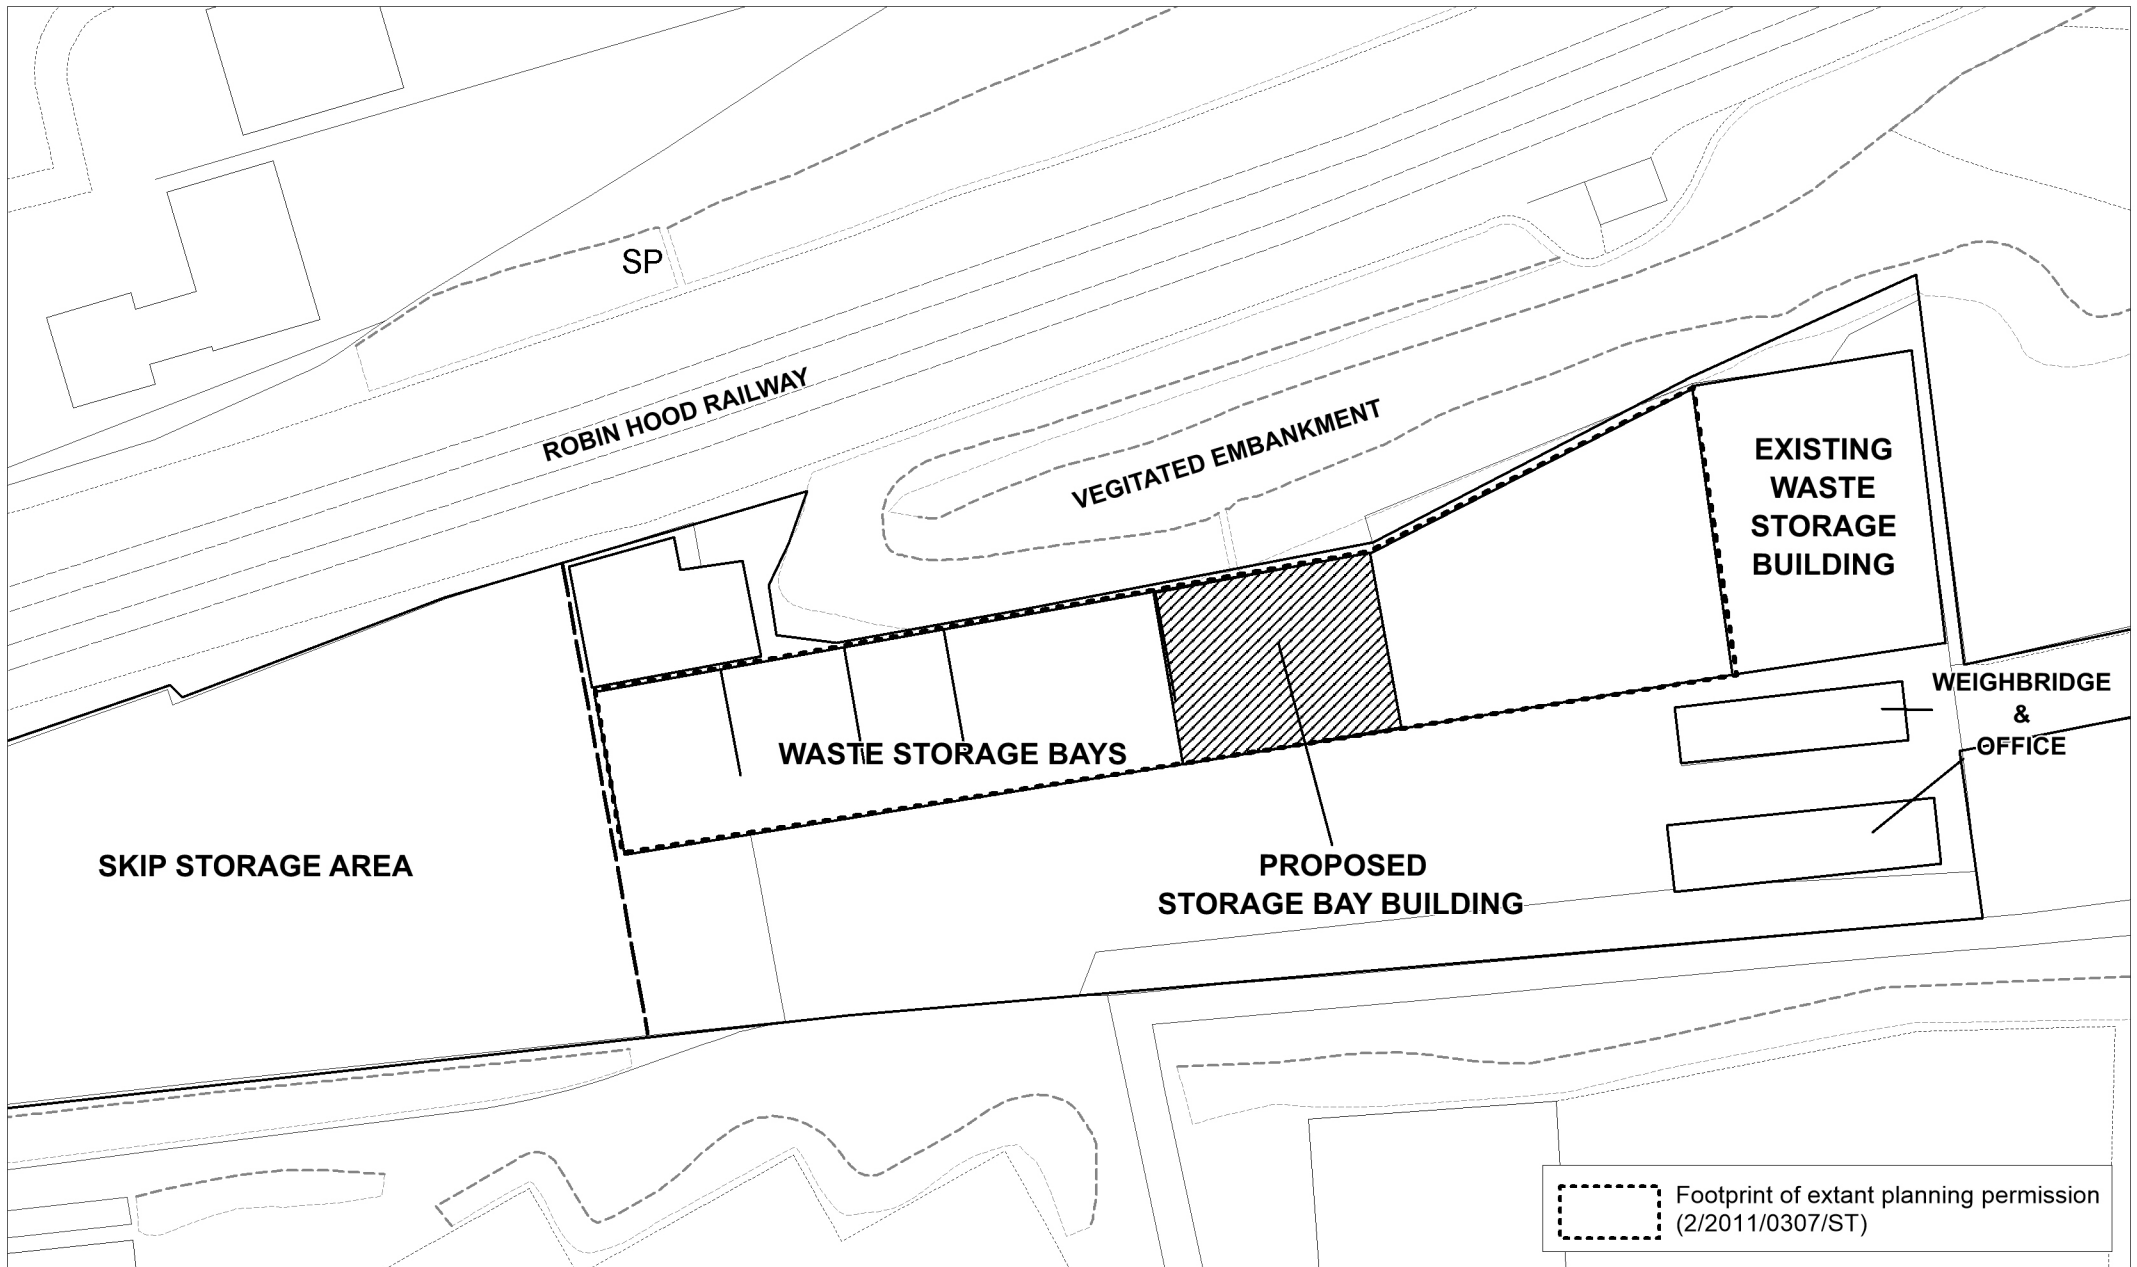 SP
ROBIN HOOD RAILWAY
VEGITATED EMBANKMENT
EXISTING
WASTE
STORAGE
BUILDING
WEIGHBRIDGE
&
OFFICE
WASTE STORAGE BAYS
SKIP STORAGE AREA
PROPOSED
STORAGE BAY BUILDING
Footprint of extant planning permission
(2/2011/0307/ST)